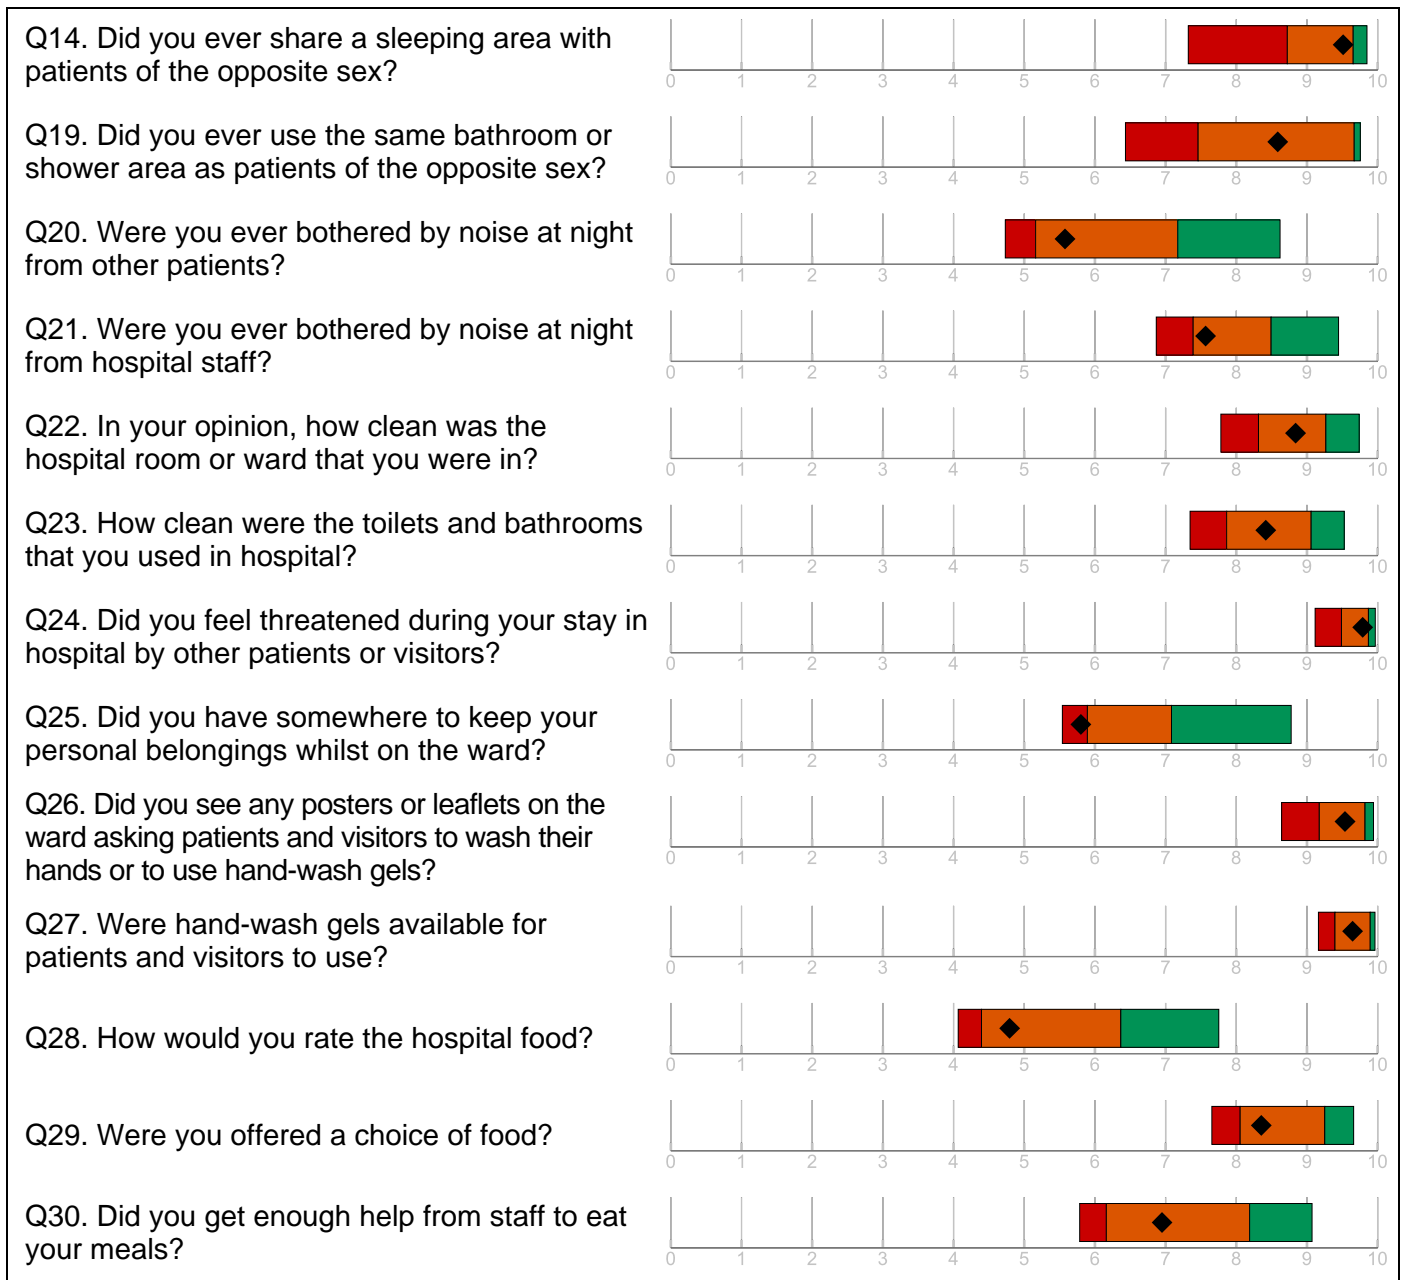 Q14. Did you ever share a sleeping area with
patients of the opposite sex?
0 1 2 3 4 5 6 7 8 9 10
Q19. Did you ever use the same bathroom or
shower area as patients of the opposite sex?
0 1 2 3 4 5 6 7 8 9 10
Q20. Were you ever bothered by noise at night
from other patients?
0 1 2 3 4 5 6 7 8 9 10
Q21. Were you ever bothered by noise at night
from hospital staff?
0 1 2 3 4 5 6 7 8 9 10
Q22. In your opinion, how clean was the
hospital room or ward that you were in?
0 1 2 3 4 5 6 7 8 9 10
Q23. How clean were the toilets and bathrooms
that you used in hospital?
0 1 2 3 4 5 6 7 8 9 10
Q24. Did you feel threatened during your stay in
hospital by other patients or visitors?
0 1 2 3 4 5 6 7 8 9 10
Q25. Did you have somewhere to keep your
personal belongings whilst on the ward?
0 1 2 3 4 5 6 7 8 9 10
Q26. Did you see any posters or leaflets on the
ward asking patients and visitors to wash their
hands or to use hand-wash gels?
0 1 2 3 4 5 6 7 8 9 10
Q27. Were hand-wash gels available for
patients and visitors to use?
0 1 2 3 4 5 6 7 8 9 10
Q28. How would you rate the hospital food?
0 1 2 3 4 5 6 7 8 9 10
Q29. Were you offered a choice of food?
0 1 2 3 4 5 6 7 8 9 10
Q30. Did you get enough help from staff to eat
your meals?
0 1 2 3 4 5 6 7 8 9 10